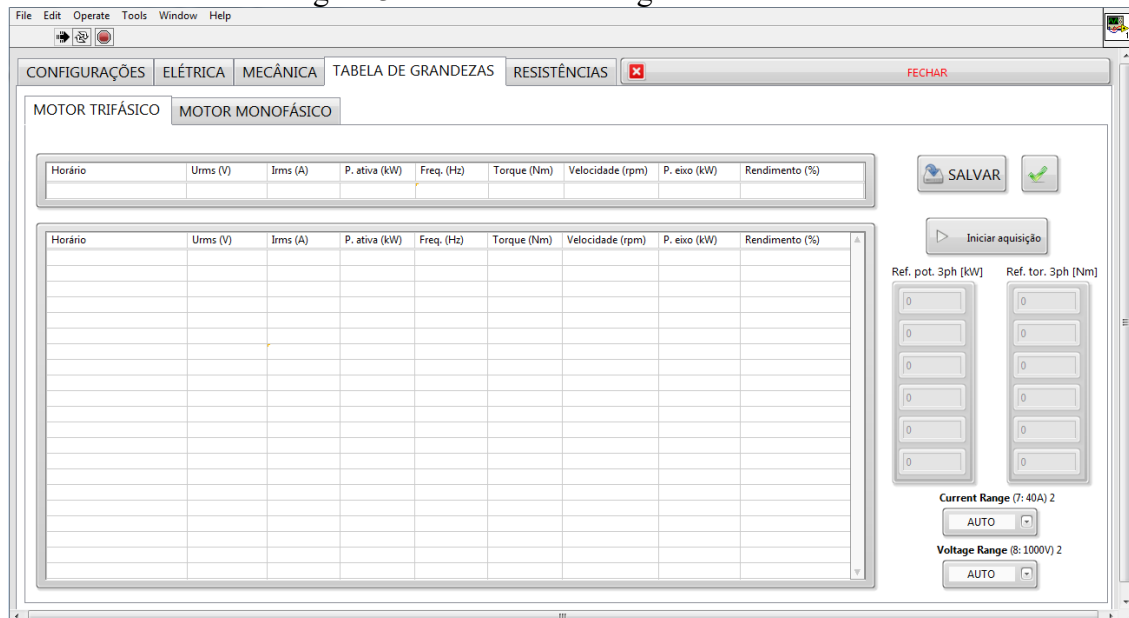 File Edit Operate Tools Window Help
CONFIGURAÇÕES ELÉTRICA MECÂNICA TABELA DE GRANDEZAS RESISTÊNCIAS FECHAR
MOTOR TRIFÁSICO MOTOR MONOFÁSICO
Horário Urms (V) Irms (A) P. ativa (kW) Freq. (Hz) Torque (Nm) Velocidade (rpm) P. eixo (kW) Rendimento (%)
SALVAR
Horário Urms (V) Irms (A) P. ativa (kW) Freq. (Hz) Torque (Nm) Velocidade (rpm) P. eixo (kW) Rendimento (%)
Iniciar aquisição
Ref. pot. 3ph [kW] Ref. tor. 3ph [Nm]
0 0
0 0
0 0
0 0
0 0
0 0
Current Range (7: 40A) 2
AUTO
Voltage Range (8: 1000V) 2
AUTO